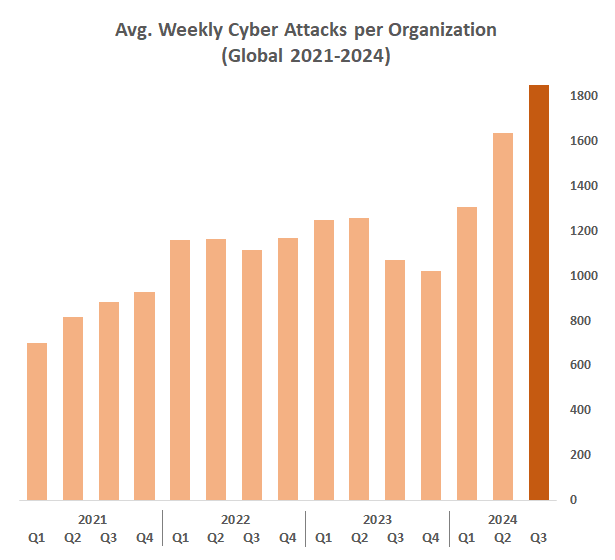 Avg. Weekly Cyber Attacks per Organization
(Global 2021-2024)
1800
1600
1400
1200
1000
800
600
400
200
0
2021 2022 2023 2024
Q1 Q2 Q3 Q4 Q1 Q2 Q3 Q4 Q1 Q2 Q3 Q4 Q1 Q2 Q3